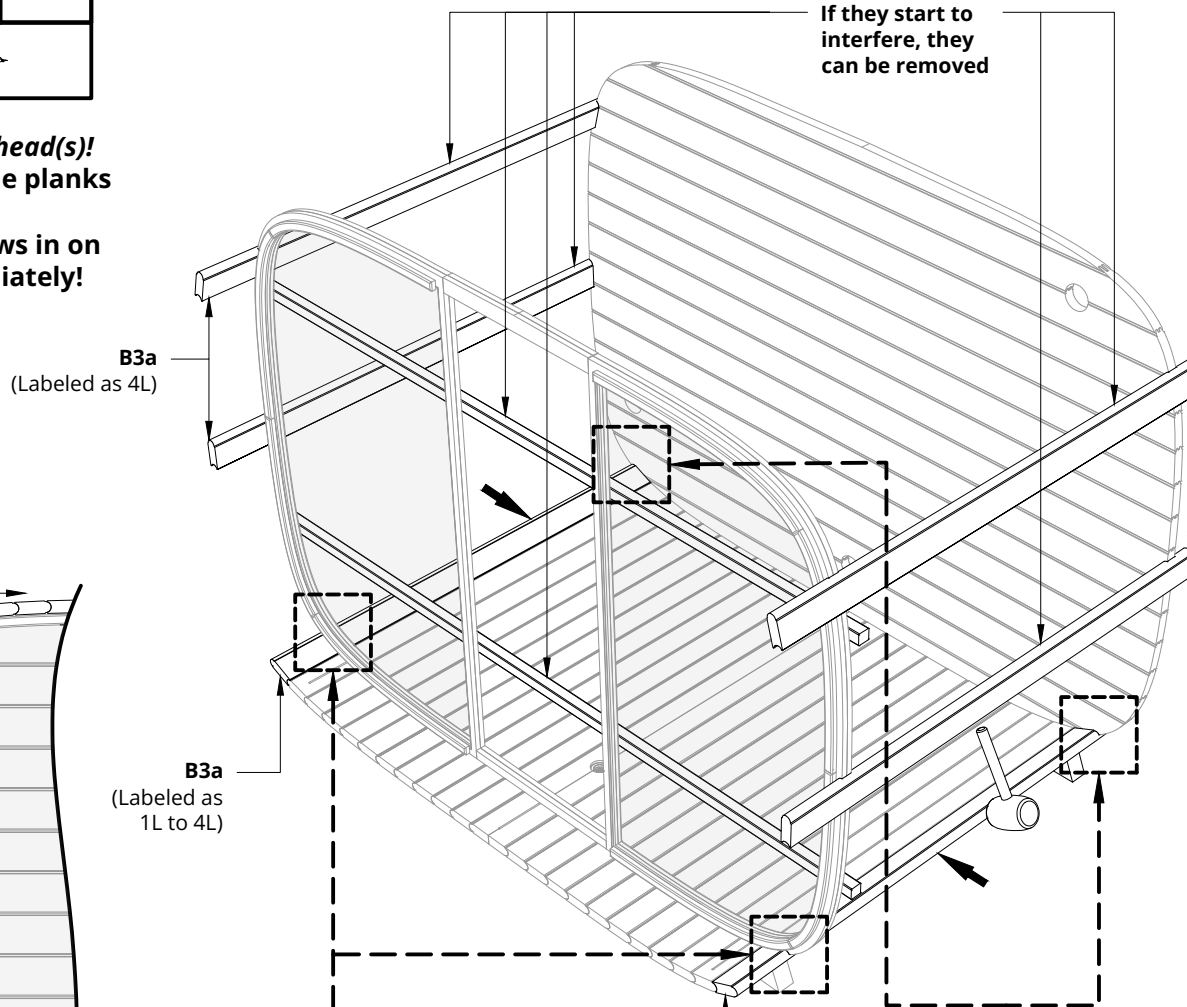 If they start to
interfere, they
can be removed
head(s)!
e planks
ws in on
iately!
B3a
(Labeled as 4L)
B3a
(Labeled as
1L to 4L)